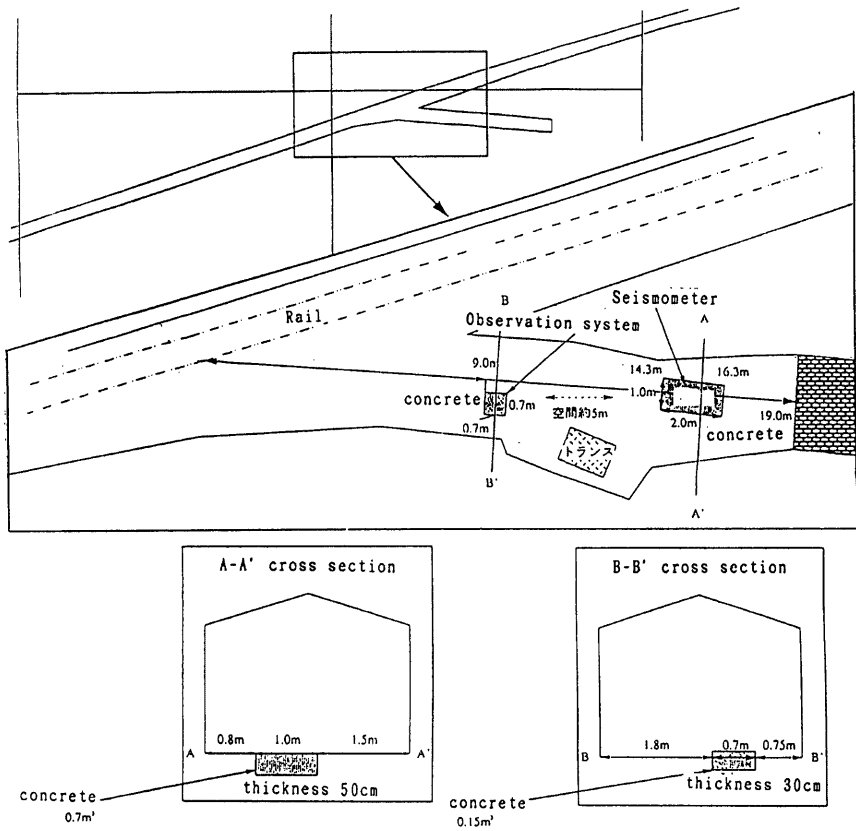 B
Seismometer
A
Rail
Observation system
9.0m
14.3m
16.3m
1.0m
concrete
0.7m
空間約5m
19.0m
0.7m
2.0m
concrete
トランス
B'
A'
A-A' cross section
B-B' cross section
0.8m
1.0m
1.5m
A
A'
1.8m
0.7m
0.75m
B
B'
thickness 50cm
thickness 30cm
concrete
0.7m³
concrete
0.15m³